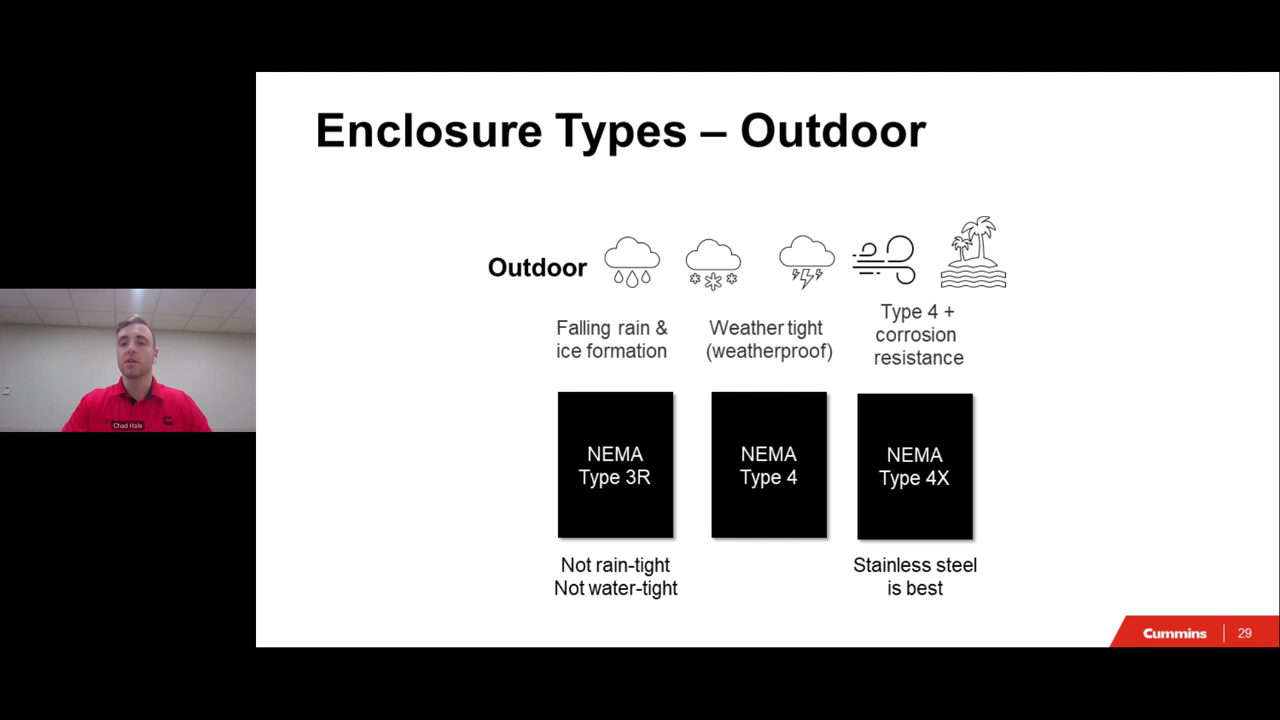 Enclosure Types – Outdoor
Outdoor
Falling rain &
ice formation
Weather tight
(weatherproof)
Type 4 +
corrosion
resistance
NEMA
Type 3R
NEMA
Type 4
NEMA
Type 4X
Not rain-tight
Not water-tight
Stainless steel
is best
Chad Hale
Cummins
29